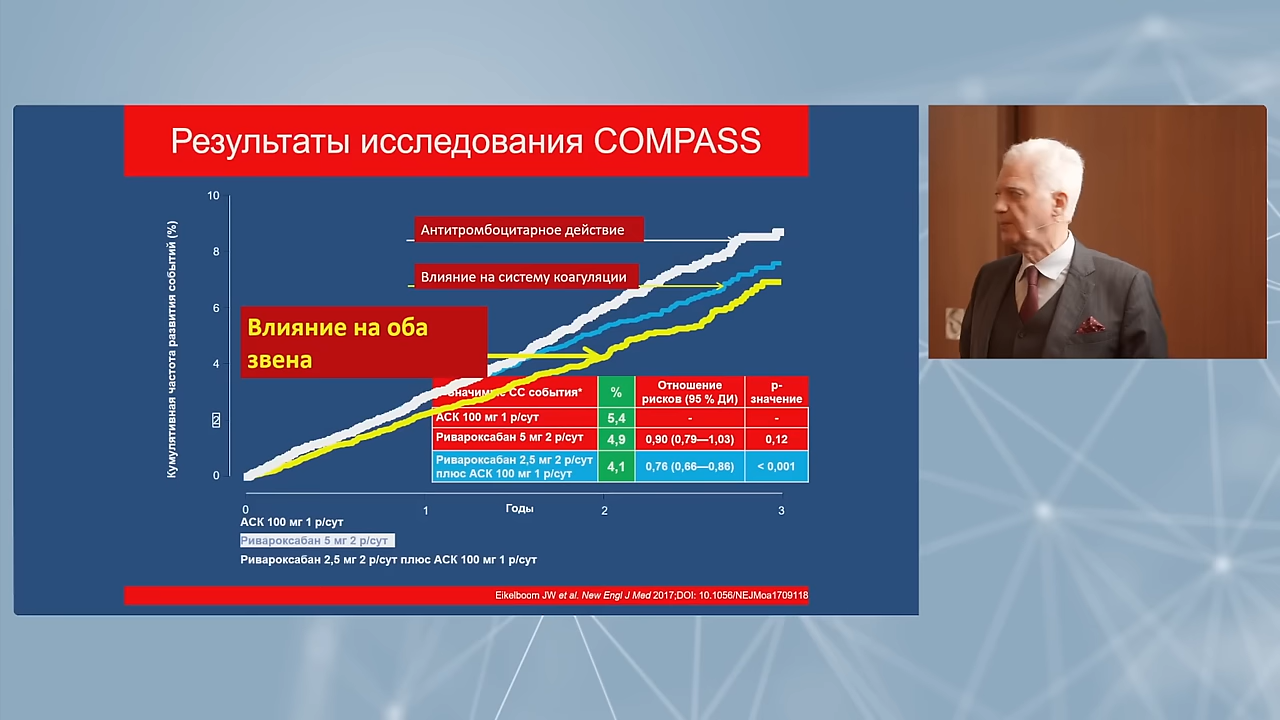 Результаты исследования COMPASS
10
8
6
4
2
0
Кумулятивная частота развития событий (%)
Антитромбоцитарное действие
Влияние на систему коагуляции
Влияние на оба
звена
СС события* % Отношение рисков (95 % ДИ) p-значение
АСК 100 мг 1 р/сут 5,4 - -
Ривароксабан 5 мг 2 р/сут 4,9 0,90 (0,79—1,03) 0,12
Ривароксабан 2,5 мг 2 р/сут
плюс АСК 100 мг 1 р/сут 4,1 0,76 (0,66—0,86) < 0,001
0 1 Годы 2 3
АСК 100 мг 1 р/сут
Ривароксабан 5 мг 2 р/сут
Ривароксабан 2,5 мг 2 р/сут плюс АСК 100 мг 1 р/сут
Eikelboom JW et al. New Engl J Med 2017;DOI: 10.1056/NEJMoa1709118